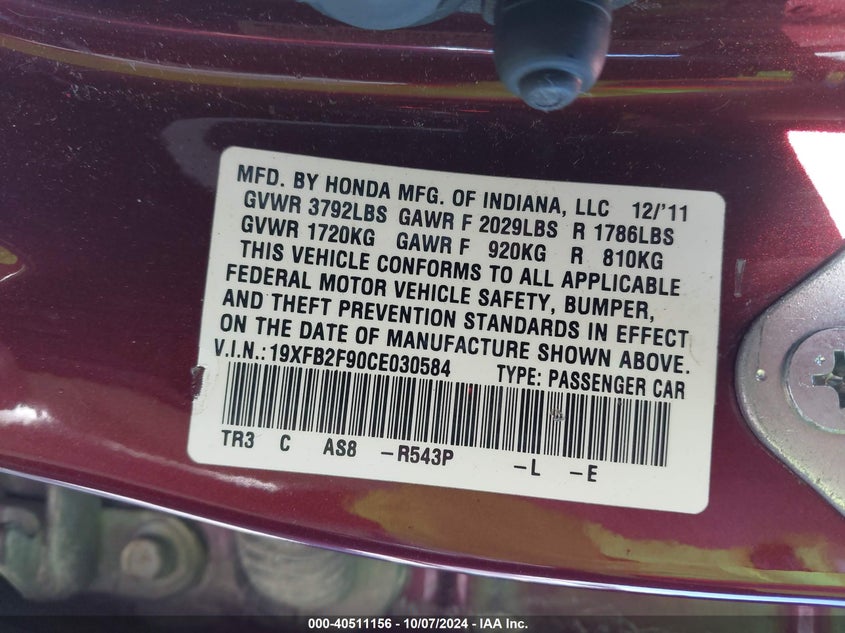 MFD. BY HONDA MFG. OF INDIANA, LLC 12/'11
GVWR 3792LBS GAWR F 2029LBS R 1786LBS
GVWR 1720KG GAWR F 920KG R 810KG
THIS VEHICLE CONFORMS TO ALL APPLICABLE
FEDERAL MOTOR VEHICLE SAFETY, BUMPER,
AND THEFT PREVENTION STANDARDS IN EFFECT
ON THE DATE OF MANUFACTURE SHOWN ABOVE.
V.I.N.: 19XFB2F90CE030584 TYPE: PASSENGER CAR
TR3 C AS8 -R543P -L -E
000-40511156 - 10/07/2024 - IAA Inc.